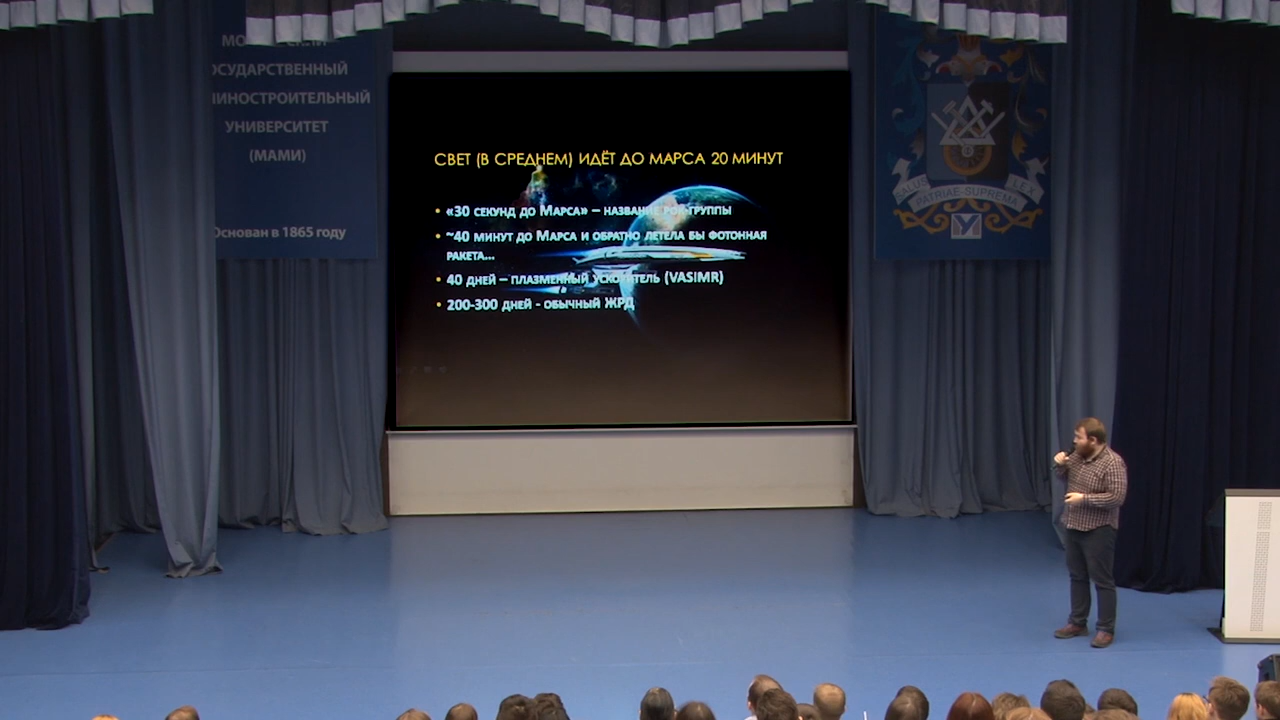 ОСУДАРСТВЕННЫЙ
ИНОСТРОИТЕЛЬНЫЙ
УНИВЕРСИТЕТ
(МАМИ)
Основан в 1865 году
СВЕТ (В СРЕДНЕМ) ИДЁТ ДО МАРСА 20 МИНУТ
• «30 СЕКУНД ДО МАРСА» – НАЗВАНИЕ РОК-ГРУППЫ
• ~40 МИНУТ ДО МАРСА И ОБРАТНО ЛЕТЕЛА БЫ ФОТОННАЯ
РАКЕТА...
• 40 ДНЕЙ – ПЛАЗМЕННЫЙ УСКОРИТЕЛЬ (VASIMR)
• 200-300 ДНЕЙ - ОБЫЧНЫЙ ЖРД
SALUS LEX
PATRIAE-SUPREMA